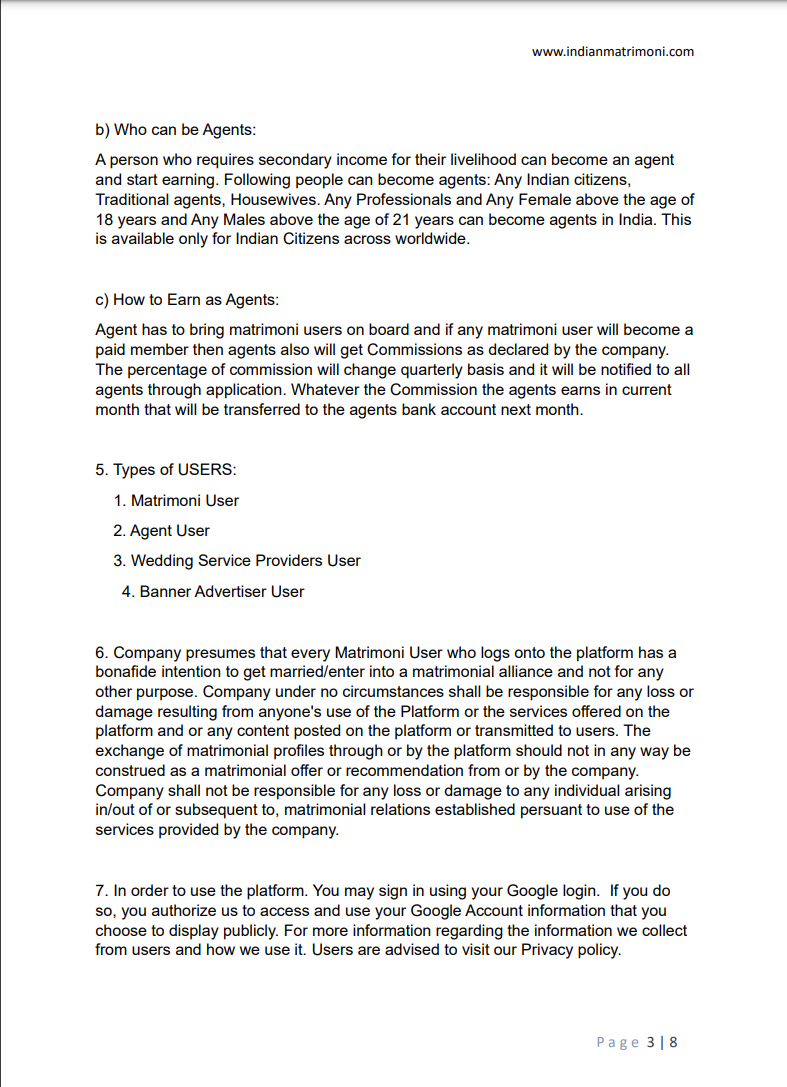 www.indianmatrimoni.com
b) Who can be Agents:
A person who requires secondary income for their livelihood can become an agent
and start earning. Following people can become agents: Any Indian citizens,
Traditional agents, Housewives. Any Professionals and Any Female above the age of
18 years and Any Males above the age of 21 years can become agents in India. This
is available only for Indian Citizens across worldwide.
c) How to Earn as Agents:
Agent has to bring matrimoni users on board and if any matrimoni user will become a
paid member then agents also will get Commissions as declared by the company.
The percentage of commission will change quarterly basis and it will be notified to all
agents through application. Whatever the Commission the agents earns in current
month that will be transferred to the agents bank account next month.
5. Types of USERS:
1. Matrimoni User
2. Agent User
3. Wedding Service Providers User
4. Banner Advertiser User
6. Company presumes that every Matrimoni User who logs onto the platform has a
bonafide intention to get married/enter into a matrimonial alliance and not for any
other purpose. Company under no circumstances shall be responsible for any loss or
damage resulting from anyone's use of the Platform or the services offered on the
platform and or any content posted on the platform or transmitted to users. The
exchange of matrimonial profiles through or by the platform should not in any way be
construed as a matrimonial offer or recommendation from or by the company.
Company shall not be responsible for any loss or damage to any individual arising
in/out of or subsequent to, matrimonial relations established persuant to use of the
services provided by the company.
7. In order to use the platform. You may sign in using your Google login.  If you do
so, you authorize us to access and use your Google Account information that you
choose to display publicly. For more information regarding the information we collect
from users and how we use it. Users are advised to visit our Privacy policy.
Page 3 | 8